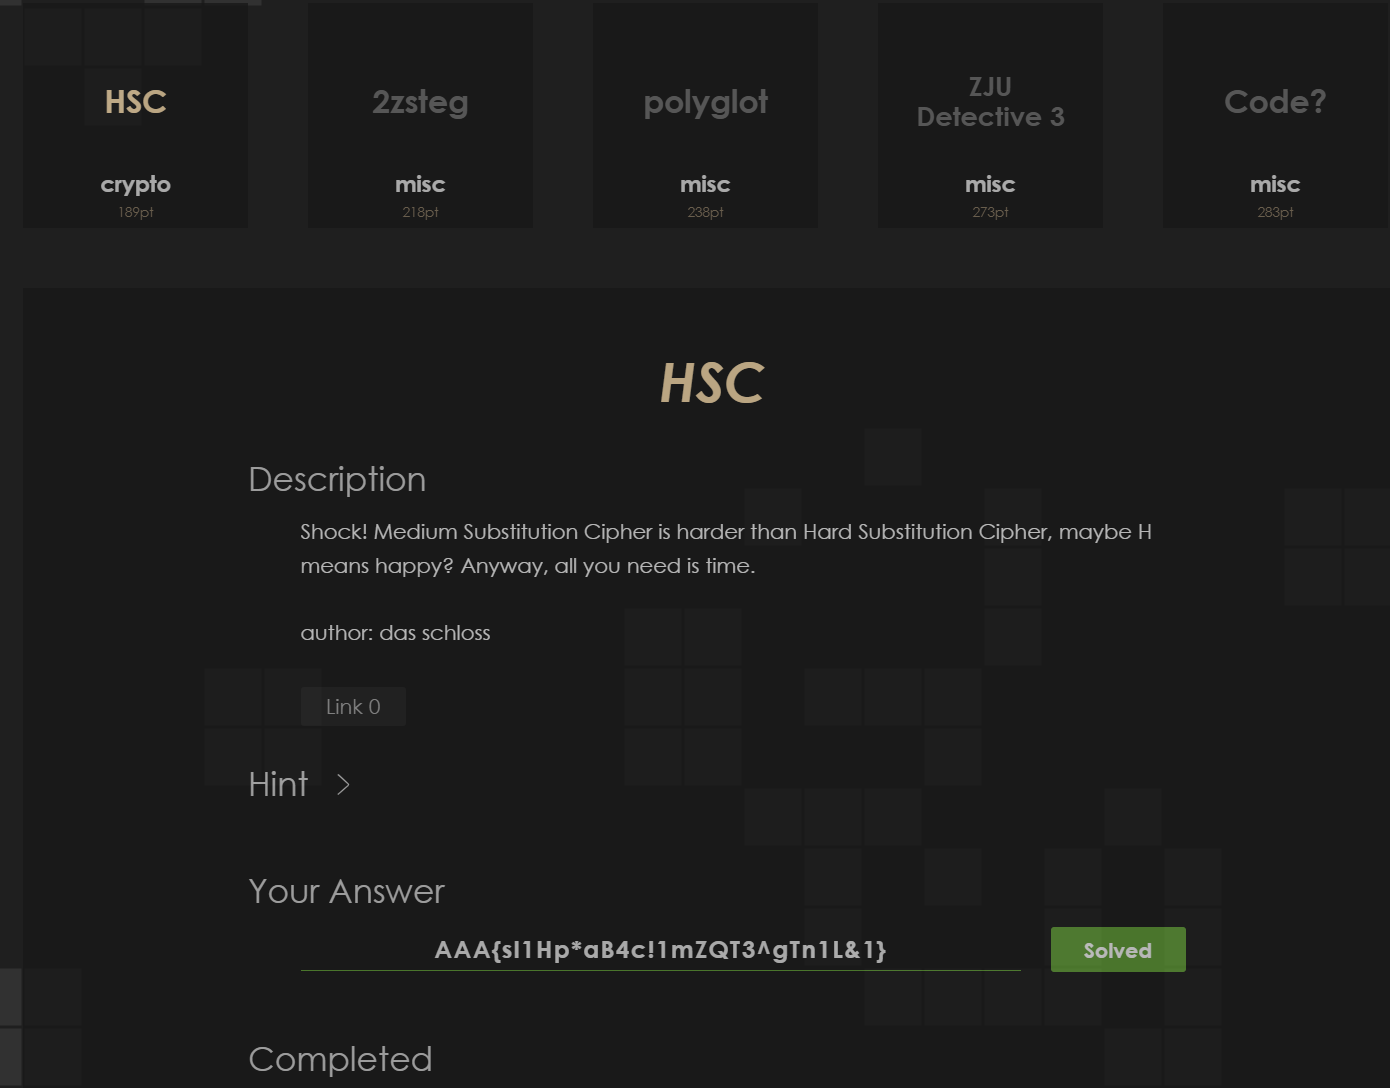 HSC
crypto
189pt
2zsteg
misc
218pt
polyglot
misc
238pt
ZJU
Detective 3
misc
273pt
Code?
misc
283pt
HSC
Description
Shock! Medium Substitution Cipher is harder than Hard Substitution Cipher, maybe H
means happy? Anyway, all you need is time.
author: das schloss
Link 0
Hint >
Your Answer
AAA{sI1Hp*aB4c!1mZQT3^gTn1L&1}
Solved
Completed